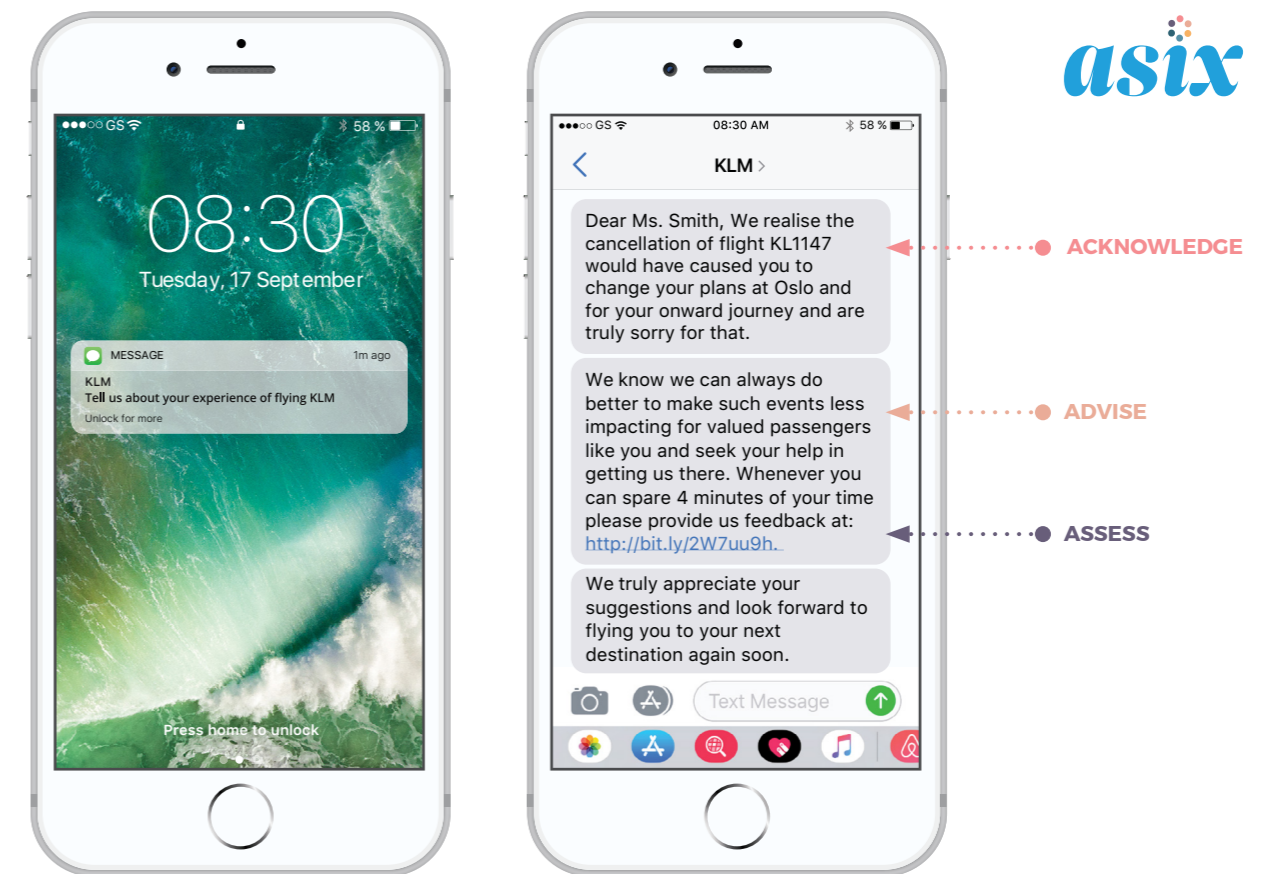 GS
58 %
08:30
Tuesday, 17 September
MESSAGE 1m ago
KLM
Tell us about your experience of flying KLM
Unlock for more
Press home to unlock
GS 08:30 AM 58 %
KLM >
Dear Ms. Smith, We realise the
cancellation of flight KL1147
would have caused you to
change your plans at Oslo and
for your onward journey and are
truly sorry for that.
We know we can always do
better to make such events less
impacting for valued passengers
like you and seek your help in
getting us there. Whenever you
can spare 4 minutes of your time
please provide us feedback at:
http://bit.ly/2W7uu9h.
We truly appreciate your
suggestions and look forward to
flying you to your next
destination again soon.
Text Message
asix
ACKNOWLEDGE
ADVISE
ASSESS